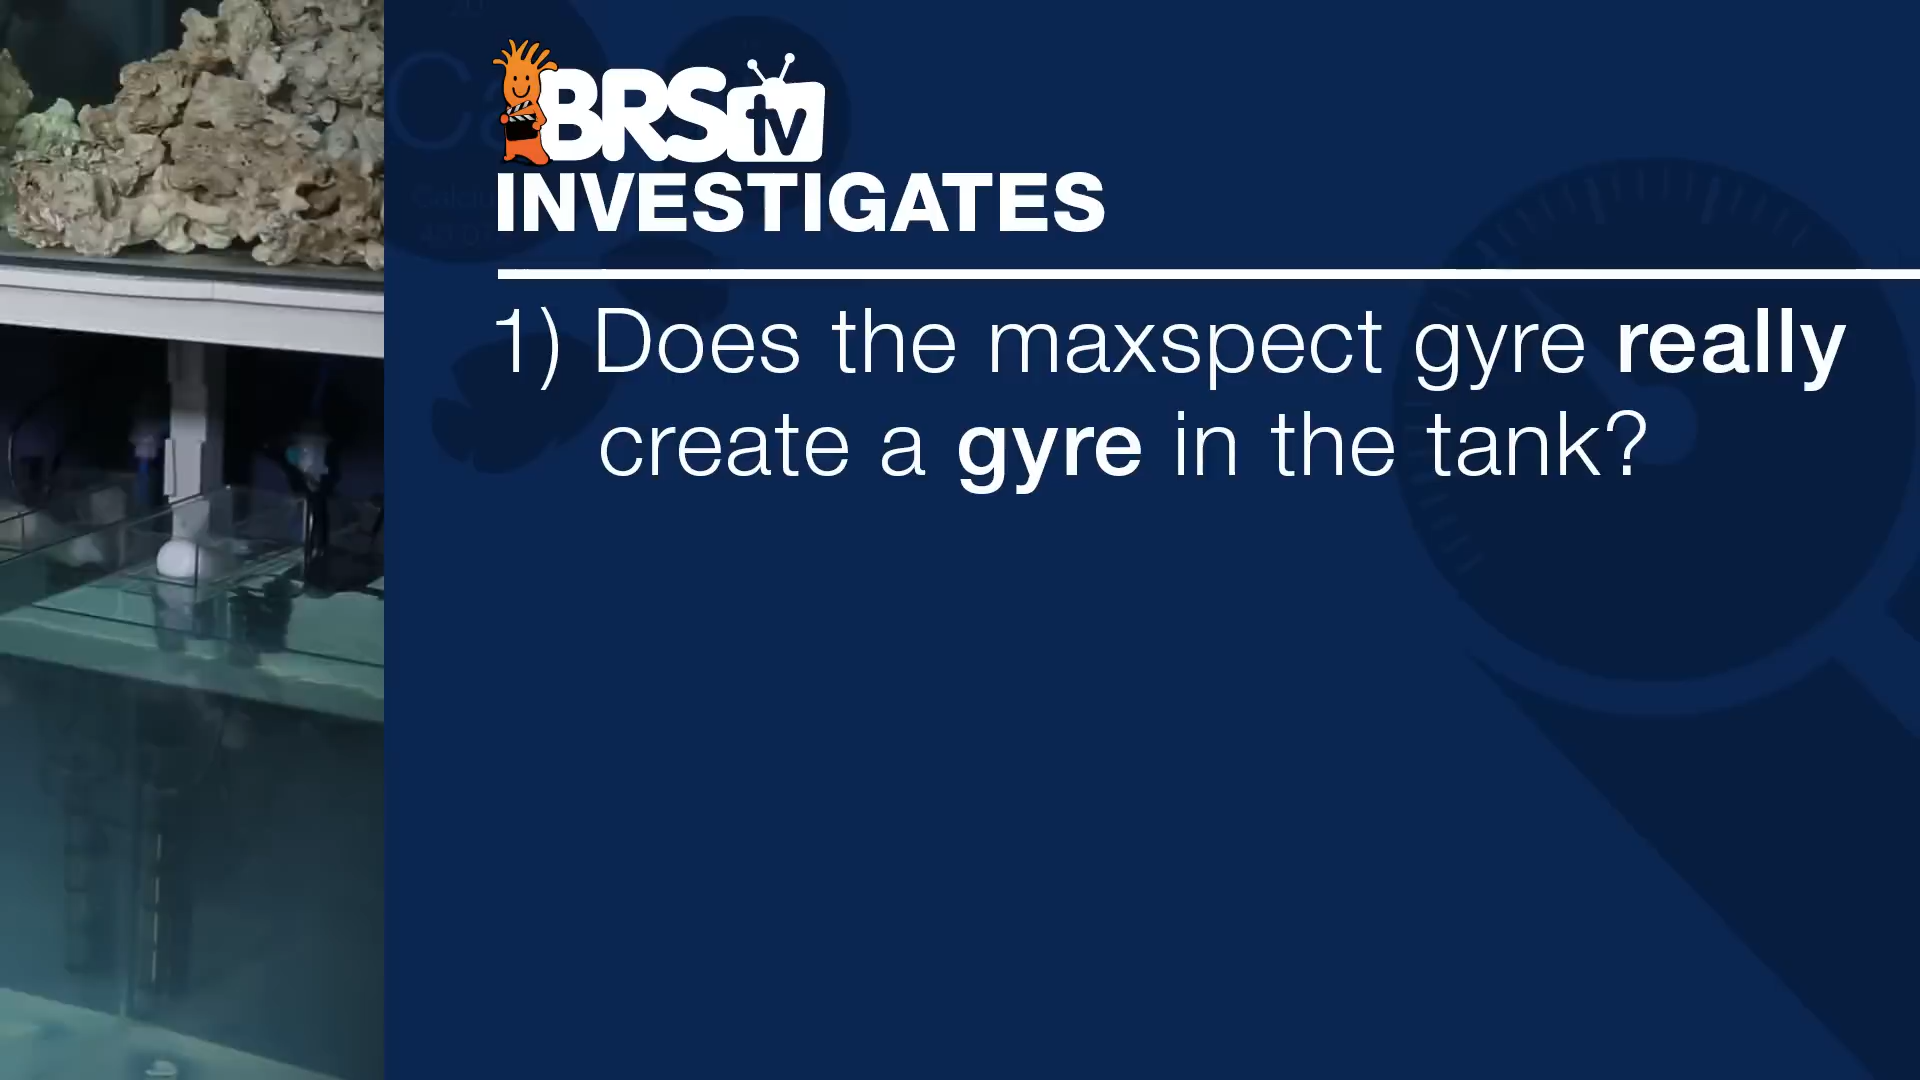 BRStv
INVESTIGATES
1) Does the maxspect gyre really
create a gyre in the tank?